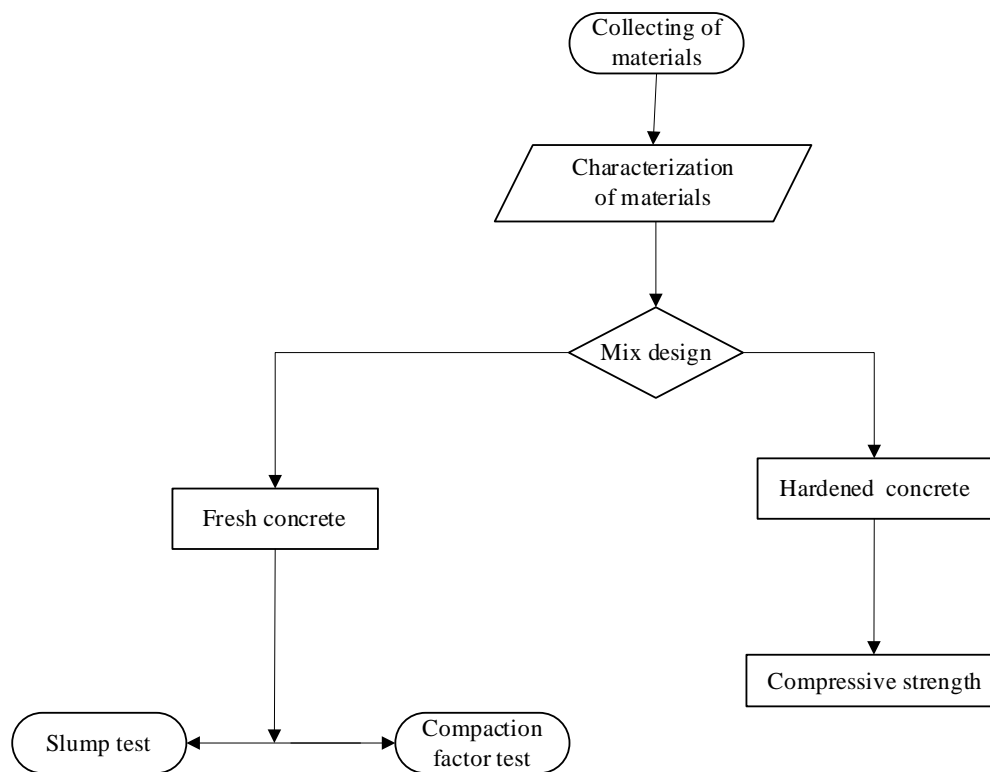 Collecting of
materials
Characterization
of materials
Mix design
Fresh concrete
Hardened concrete
Compressive strength
Slump test
Compaction
factor test